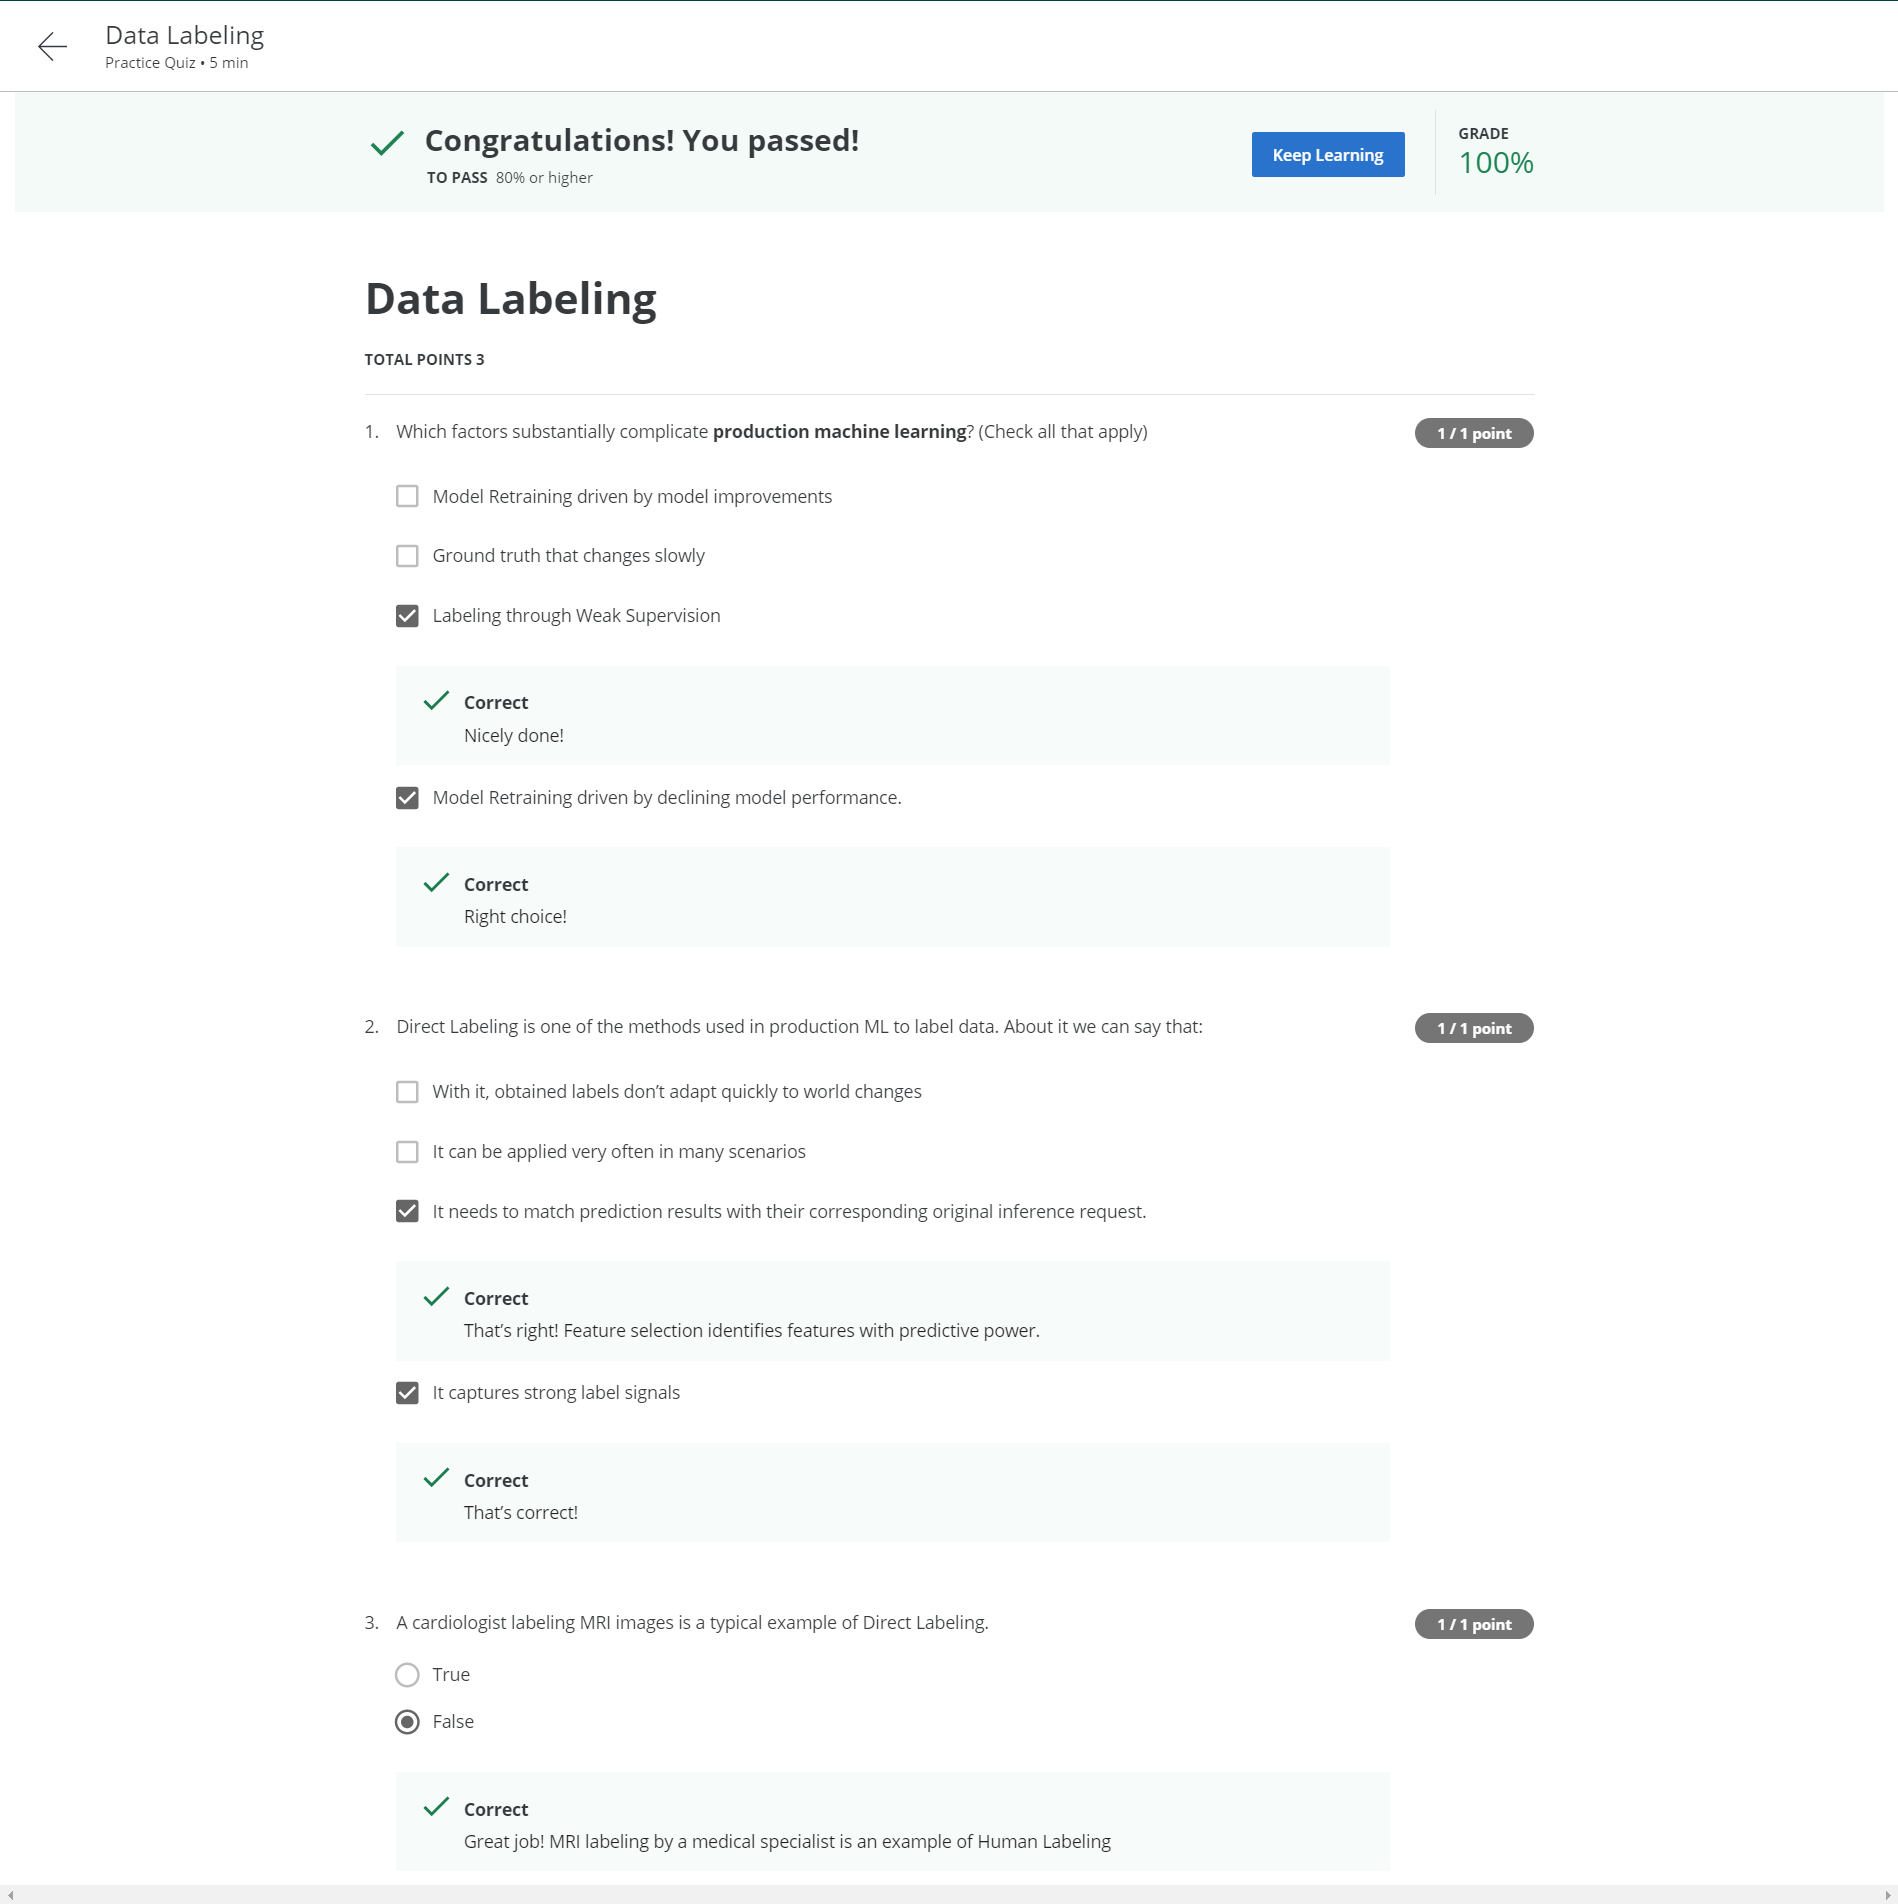 Data Labeling
Practice Quiz • 5 min
Congratulations! You passed!
TO PASS 80% or higher
Keep Learning
GRADE
100%
Data Labeling
TOTAL POINTS 3
1. Which factors substantially complicate production machine learning? (Check all that apply)
1 / 1 point
Model Retraining driven by model improvements
Ground truth that changes slowly
Labeling through Weak Supervision
Correct
Nicely done!
Model Retraining driven by declining model performance.
Correct
Right choice!
2. Direct Labeling is one of the methods used in production ML to label data. About it we can say that:
1 / 1 point
With it, obtained labels don’t adapt quickly to world changes
It can be applied very often in many scenarios
It needs to match prediction results with their corresponding original inference request.
Correct
That’s right! Feature selection identifies features with predictive power.
It captures strong label signals
Correct
That’s correct!
3. A cardiologist labeling MRI images is a typical example of Direct Labeling.
1 / 1 point
True
False
Correct
Great job! MRI labeling by a medical specialist is an example of Human Labeling